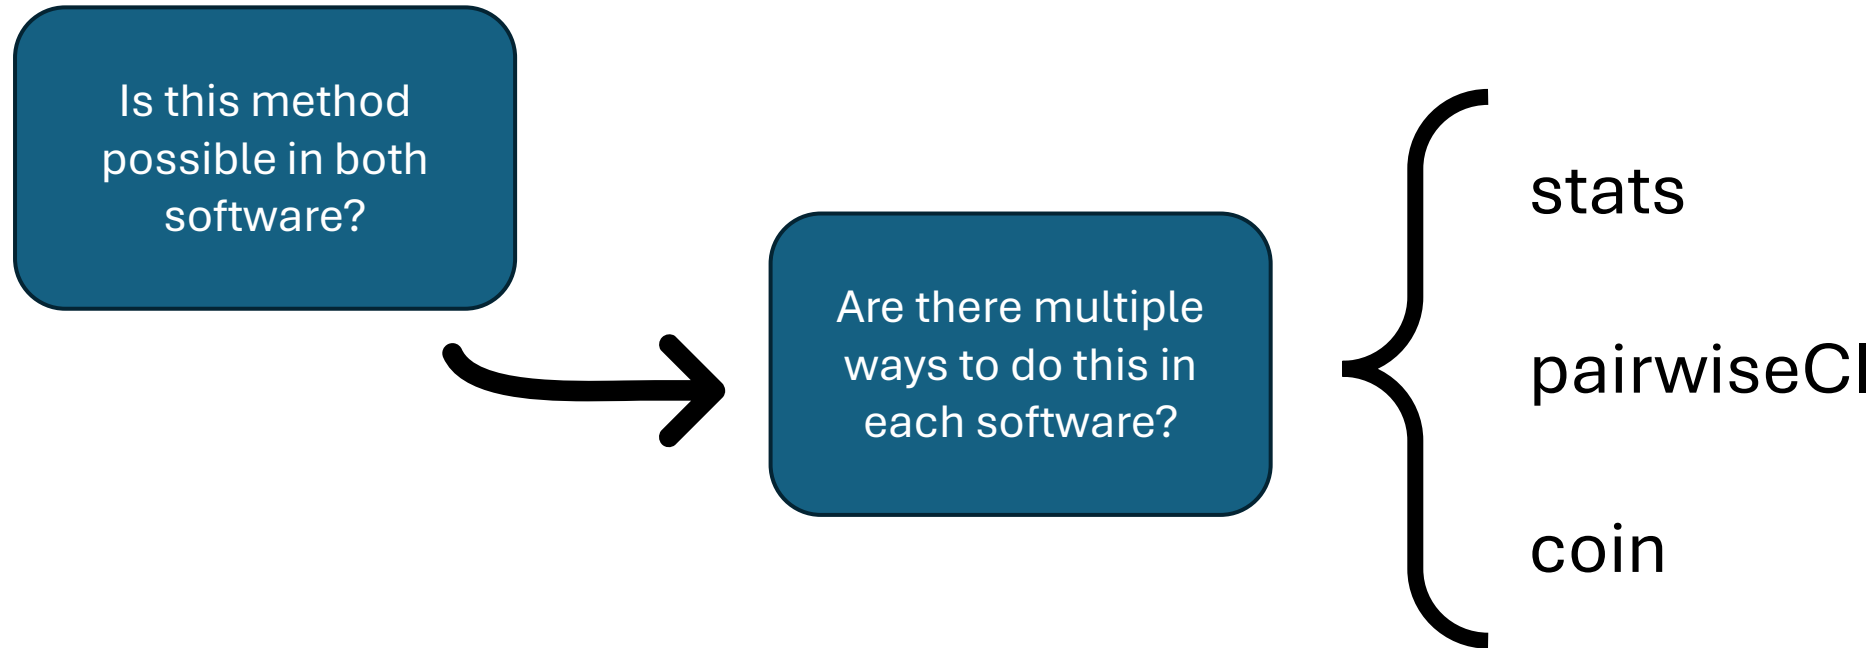 Is this method
possible in both
software?
Are there multiple
ways to do this in
each software?
stats
pairwiseCI
coin